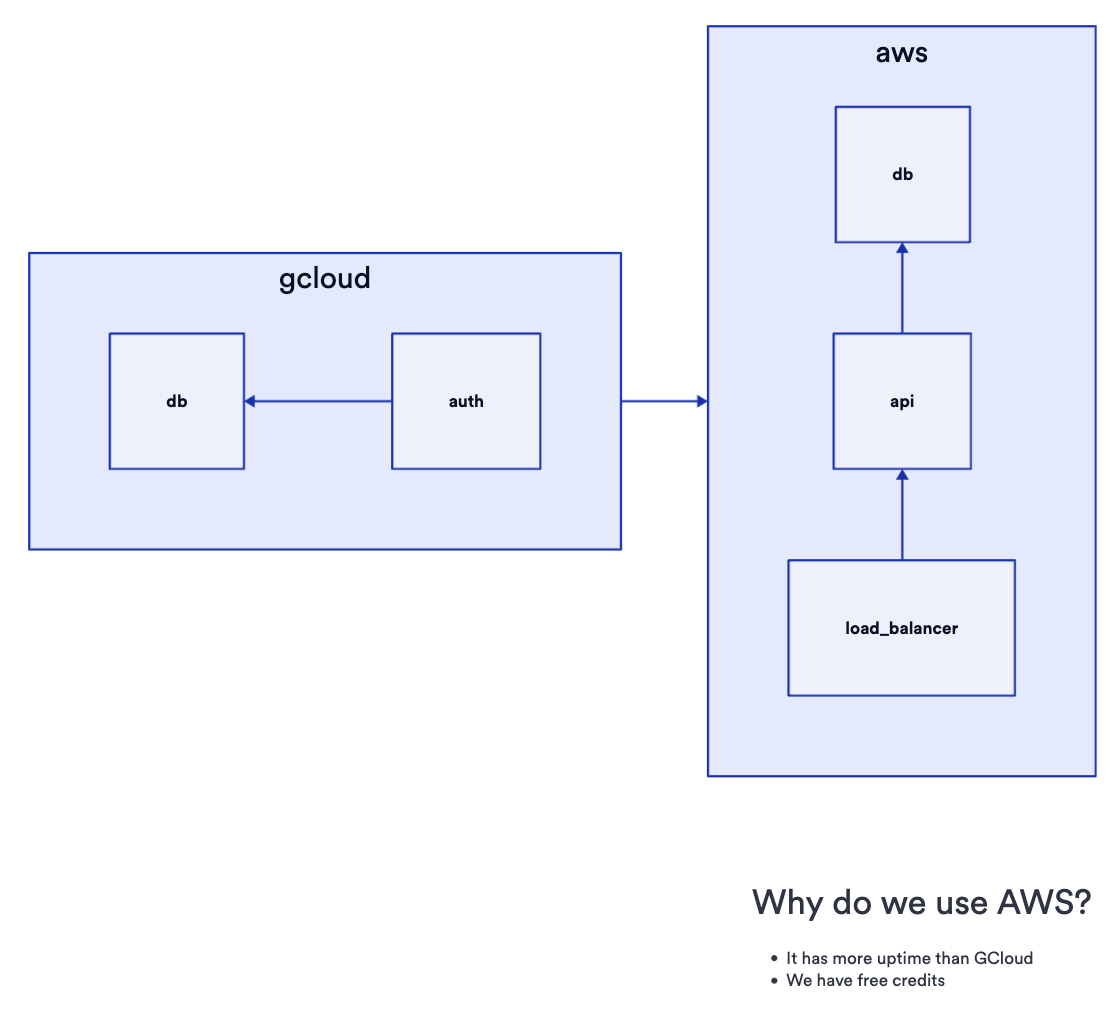 aws
db
gcloud
db
auth
api
load_balancer
Why do we use AWS?
• It has more uptime than GCloud
• We have free credits